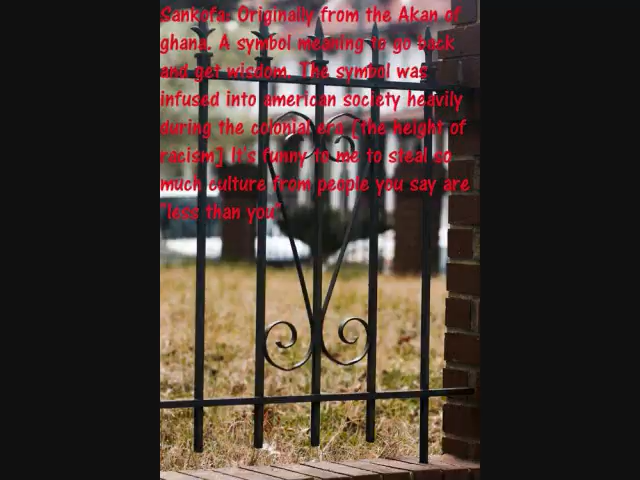 Sankofa: Originally from the Akan of
ghana. A symbol meaning to go back
and get wisdom. The symbol was
infused into american society heavily
during the colonial era [the height of
racism] It's funny to me to steal so
much culture from people you say are
"less than you"